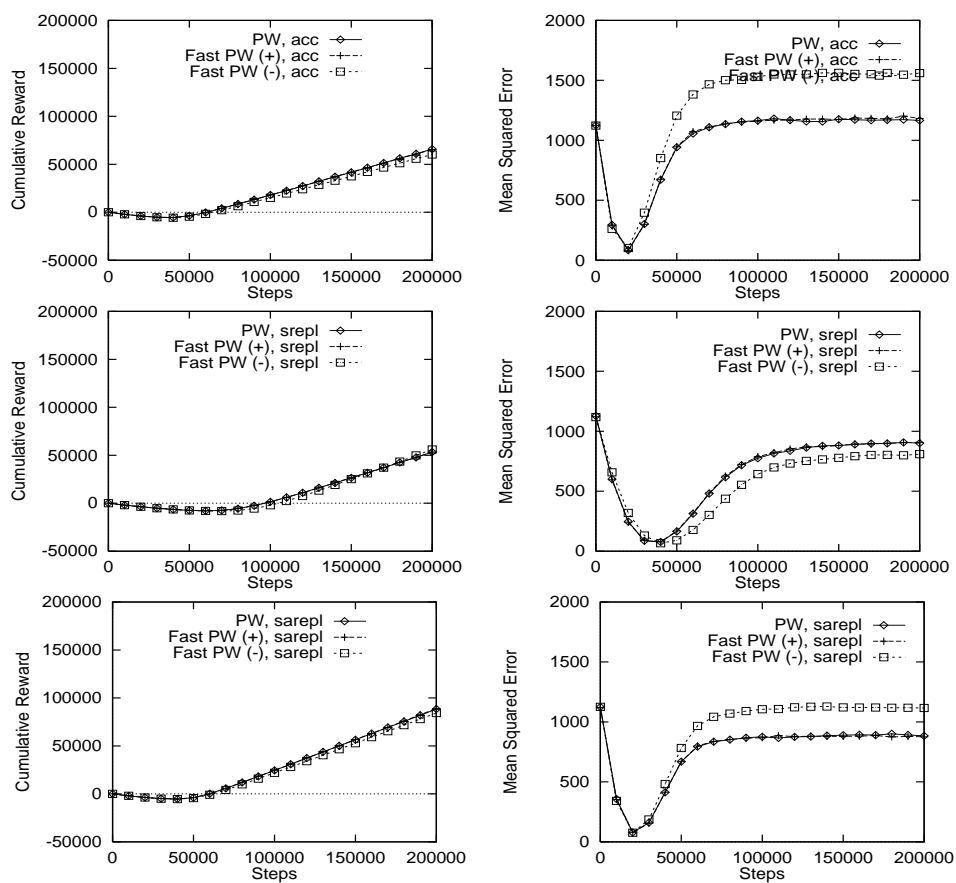 200000
150000
100000
50000
0
-50000
Cumulative Reward
PW, acc
Fast PW (+), acc
Fast PW (-), acc
0 50000 100000 150000 200000
Steps
2000
1500
1000
500
0
Mean Squared Error
PW, acc
Fast PW (+), acc
Fast PW (-), acc
0 50000 100000 150000 200000
Steps
200000
150000
100000
50000
0
-50000
Cumulative Reward
PW, srepl
Fast PW (+), srepl
Fast PW (-), srepl
0 50000 100000 150000 200000
Steps
2000
1500
1000
500
0
Mean Squared Error
PW, srepl
Fast PW (+), srepl
Fast PW (-), srepl
0 50000 100000 150000 200000
Steps
200000
150000
100000
50000
0
-50000
Cumulative Reward
PW, sarepl
Fast PW (+), sarepl
Fast PW (-), sarepl
0 50000 100000 150000 200000
Steps
2000
1500
1000
500
0
Mean Squared Error
PW, sarepl
Fast PW (+), sarepl
Fast PW (-), sarepl
0 50000 100000 150000 200000
Steps